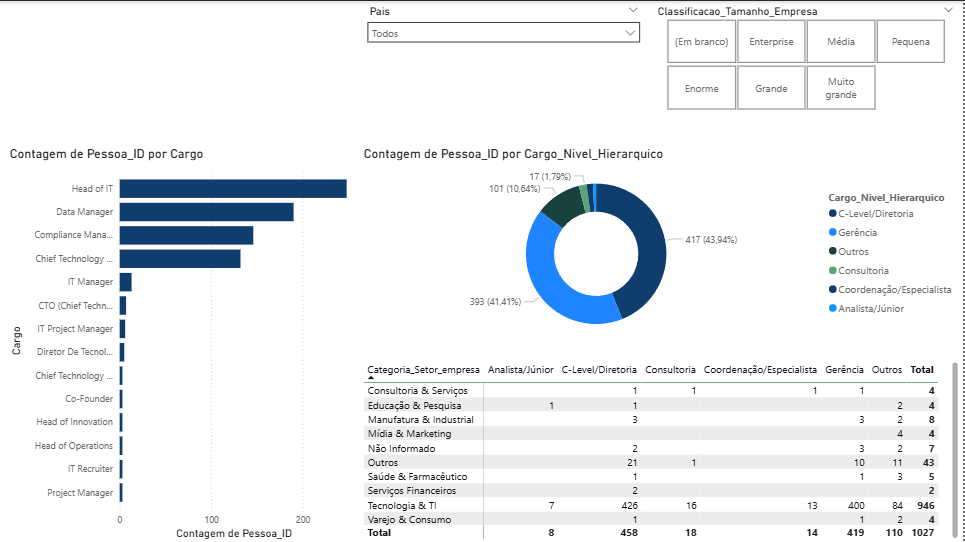 Pais
Todos
Classificacao_Tamanho_Empresa
(Em branco)
Enterprise
Média
Pequena
Enorme
Grande
Muito
grande
Contagem de Pessoa_ID por Cargo
Cargo
Head of IT
Data Manager
Compliance Mana...
Chief Technology ...
IT Manager
CTO (Chief Techn...
IT Project Manager
Diretor De Tecnol...
Chief Technology ...
Co-Founder
Head of Innovation
Head of Operations
IT Recruiter
Project Manager
0 100 200
Contagem de Pessoa_ID
Contagem de Pessoa_ID por Cargo_Nivel_Hierarquico
17 (1,79%)
101 (10,64%)
417 (43,94%)
393 (41,41%)
Cargo_Nivel_Hierarquico
C-Level/Diretoria
Gerência
Outros
Consultoria
Coordenação/Especialista
Analista/Júnior
Categoria_Setor_empresa Analista/Júnior C-Level/Diretoria Consultoria Coordenação/Especialista Gerência Outros Total
Consultoria & Serviços 1 1 1 1 4
Educação & Pesquisa 1 1 2 4
Manufatura & Industrial 3 3 2 8
Mídia & Marketing 4 4
Não Informado 2 3 2 7
Outros 21 1 10 11 43
Saúde & Farmacêutico 1 1 3 5
Serviços Financeiros 2 2
Tecnologia & TI 7 426 16 13 400 84 946
Varejo & Consumo 1 1 2 4
Total 8 458 18 14 419 110 1027